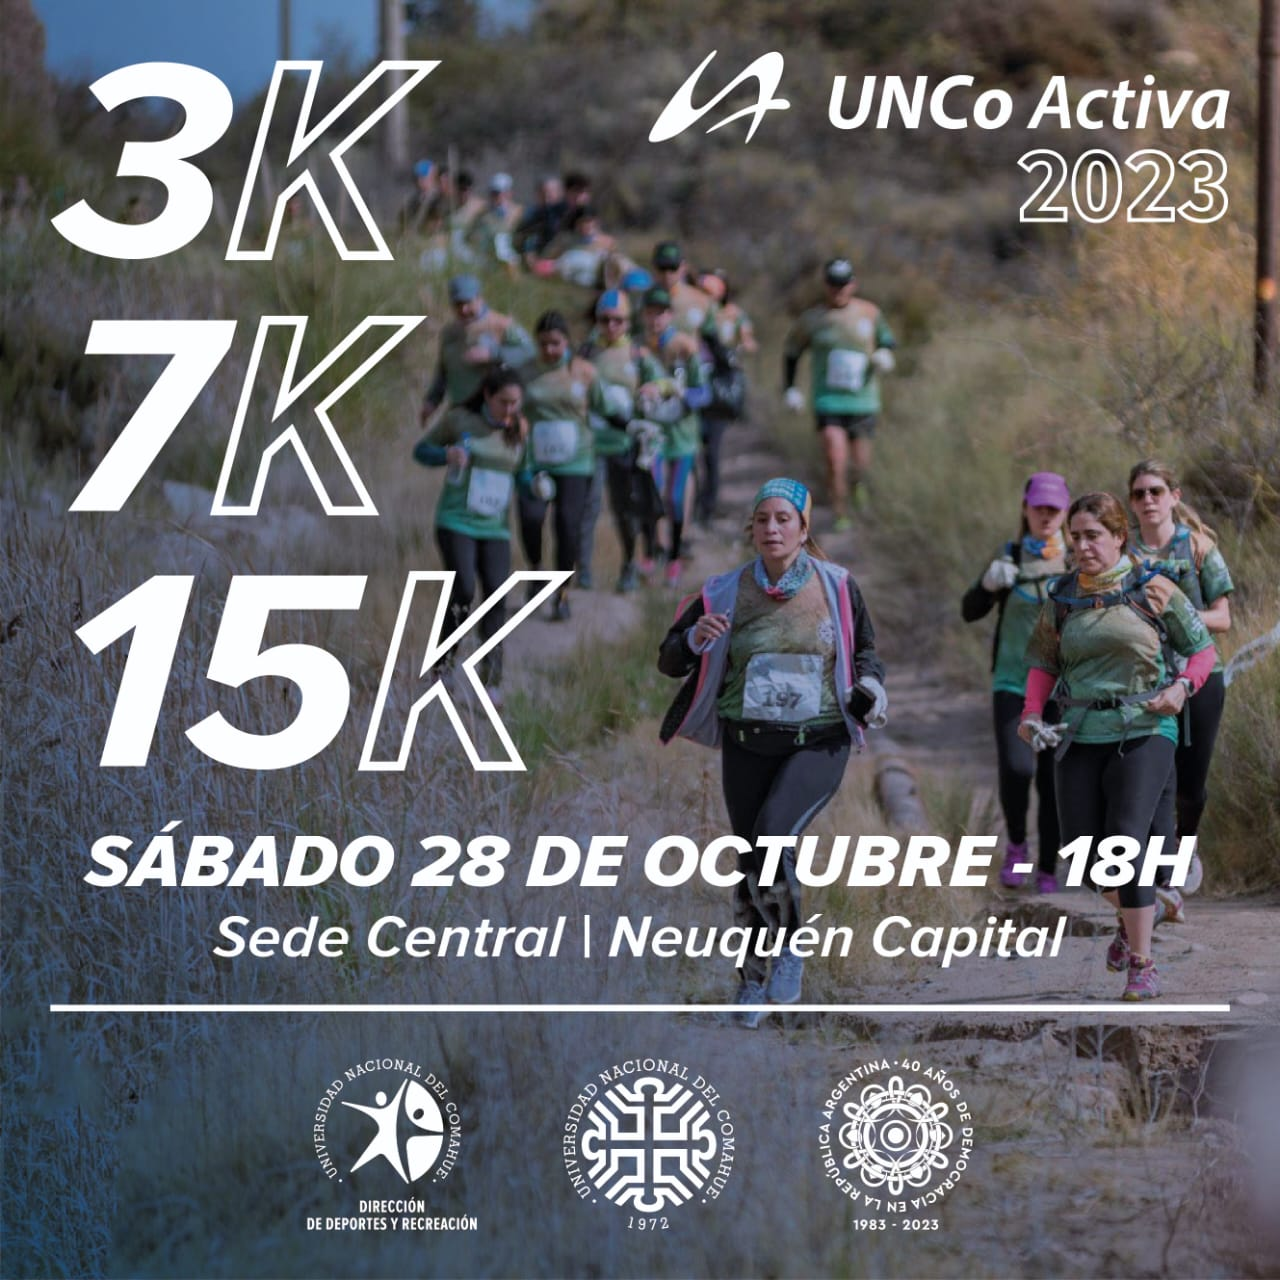 3K
7K
15K
UNCo Activa
2023
197
SÁBADO 28 DE OCTUBRE - 18H
Sede Central | Neuquén Capital
· UNIVERSIDAD NACIONAL DEL COMAHUE ·
DIRECCIÓN
DE DEPORTES Y RECREACIÓN
· UNIVERSIDAD NACIONAL DEL COMAHUE ·
1972
REPÚBLICA ARGENTINA · 40 AÑOS DE DEMOCRACIA EN LA
1983 - 2023